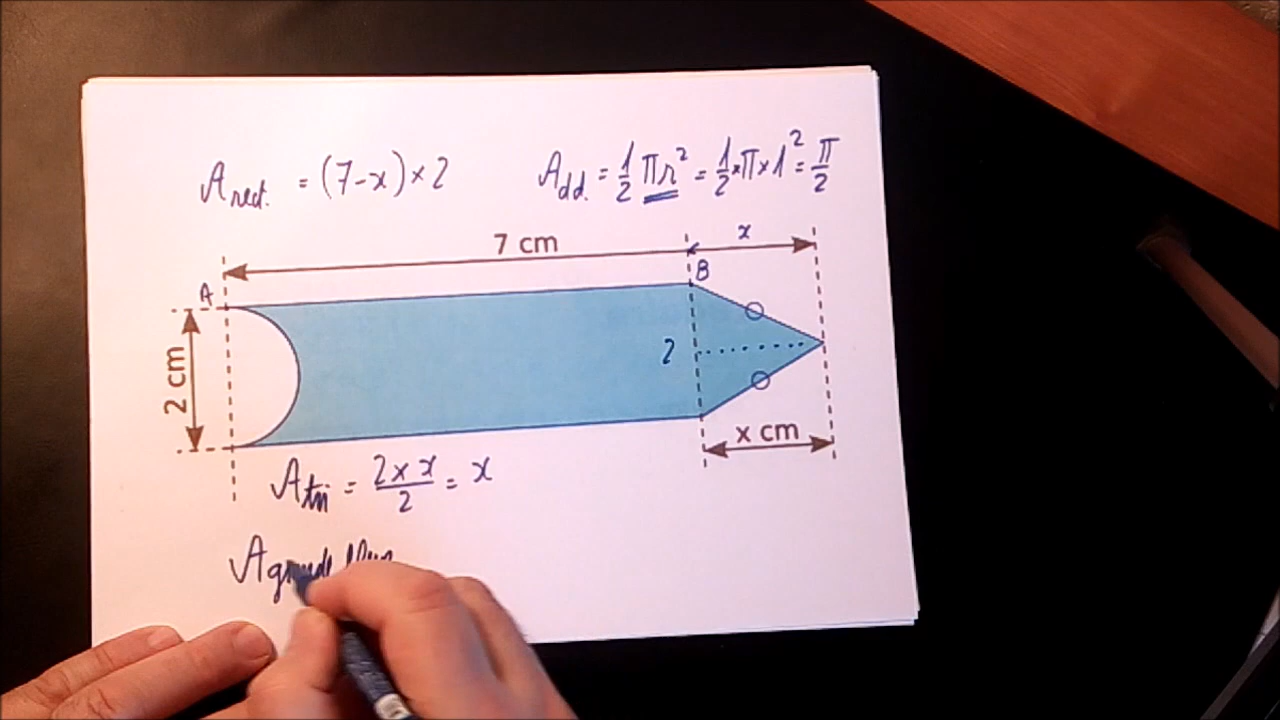 A rect. = (7-x)×2
A d.d. = 1/2 πr² = 1/2 × π × 1² = π/2
7 cm
x
A
B
2 cm
2
x cm
A tri = 2 × x / 2 = x
A